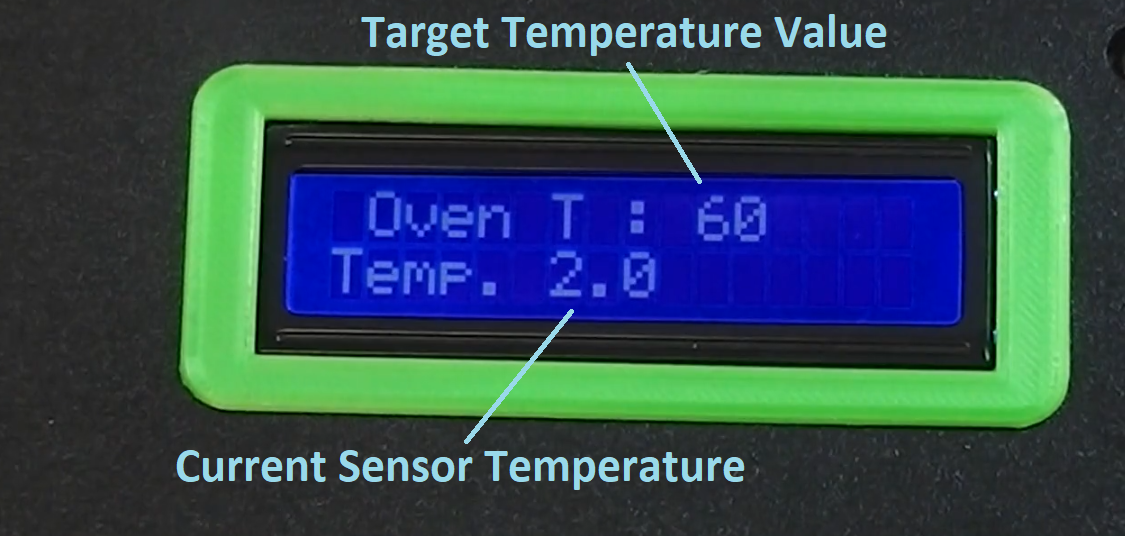 Target Temperature Value
Oven T : 60
Temp. 2.0
Current Sensor Temperature